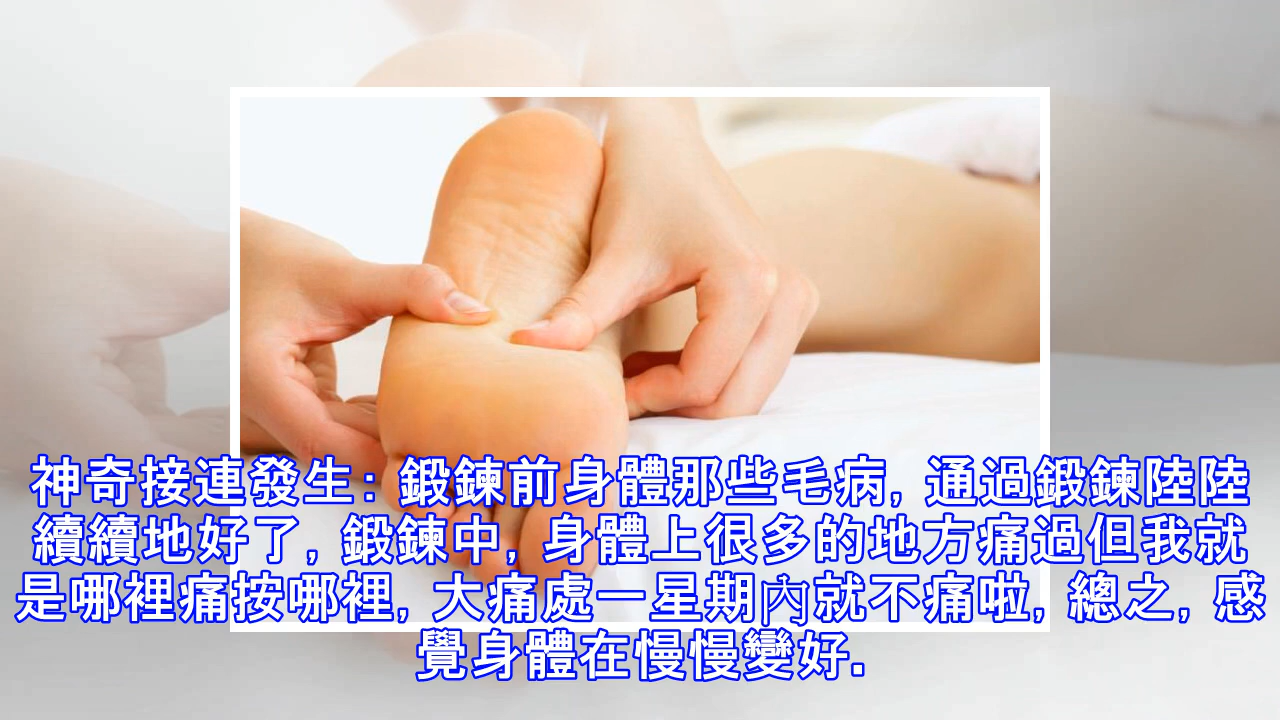 神奇接連發生: 鍛鍊前身體那些毛病, 通過鍛鍊陸陸
續續地好了, 鍛鍊中, 身體上很多的地方痛過但我就
是哪裡痛按哪裡, 大痛處一星期內就不痛啦, 總之, 感
覺身體在慢慢變好.